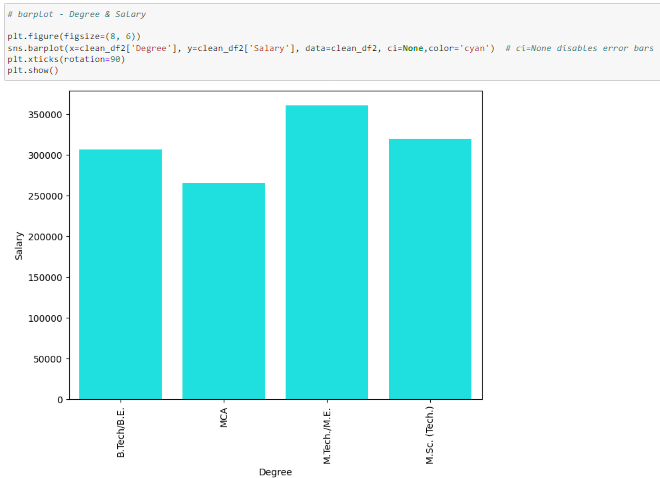 # barplot - Degree & Salary
plt.figure(figsize=(8, 6))
sns.barplot(x=clean_df2['Degree'], y=clean_df2['Salary'], data=clean_df2, ci=None,color='cyan')  # ci=None disables error bars
plt.xticks(rotation=90)
plt.show()
350000
300000
250000
200000
150000
100000
50000
0
Salary
B.Tech/B.E.
MCA
M.Tech./M.E.
M.Sc. (Tech.)
Degree